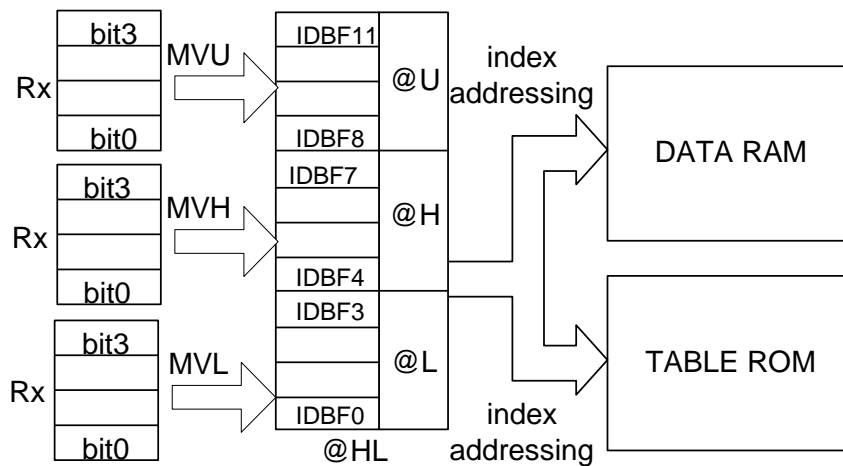 bit3
Rx
bit0
MVU
bit3
Rx
bit0
MVH
bit3
Rx
bit0
MVL
IDBF11
IDBF8
IDBF7
IDBF4
IDBF3
IDBF0
@U
@H
@L
@HL
index
addressing
DATA RAM
TABLE ROM
index
addressing